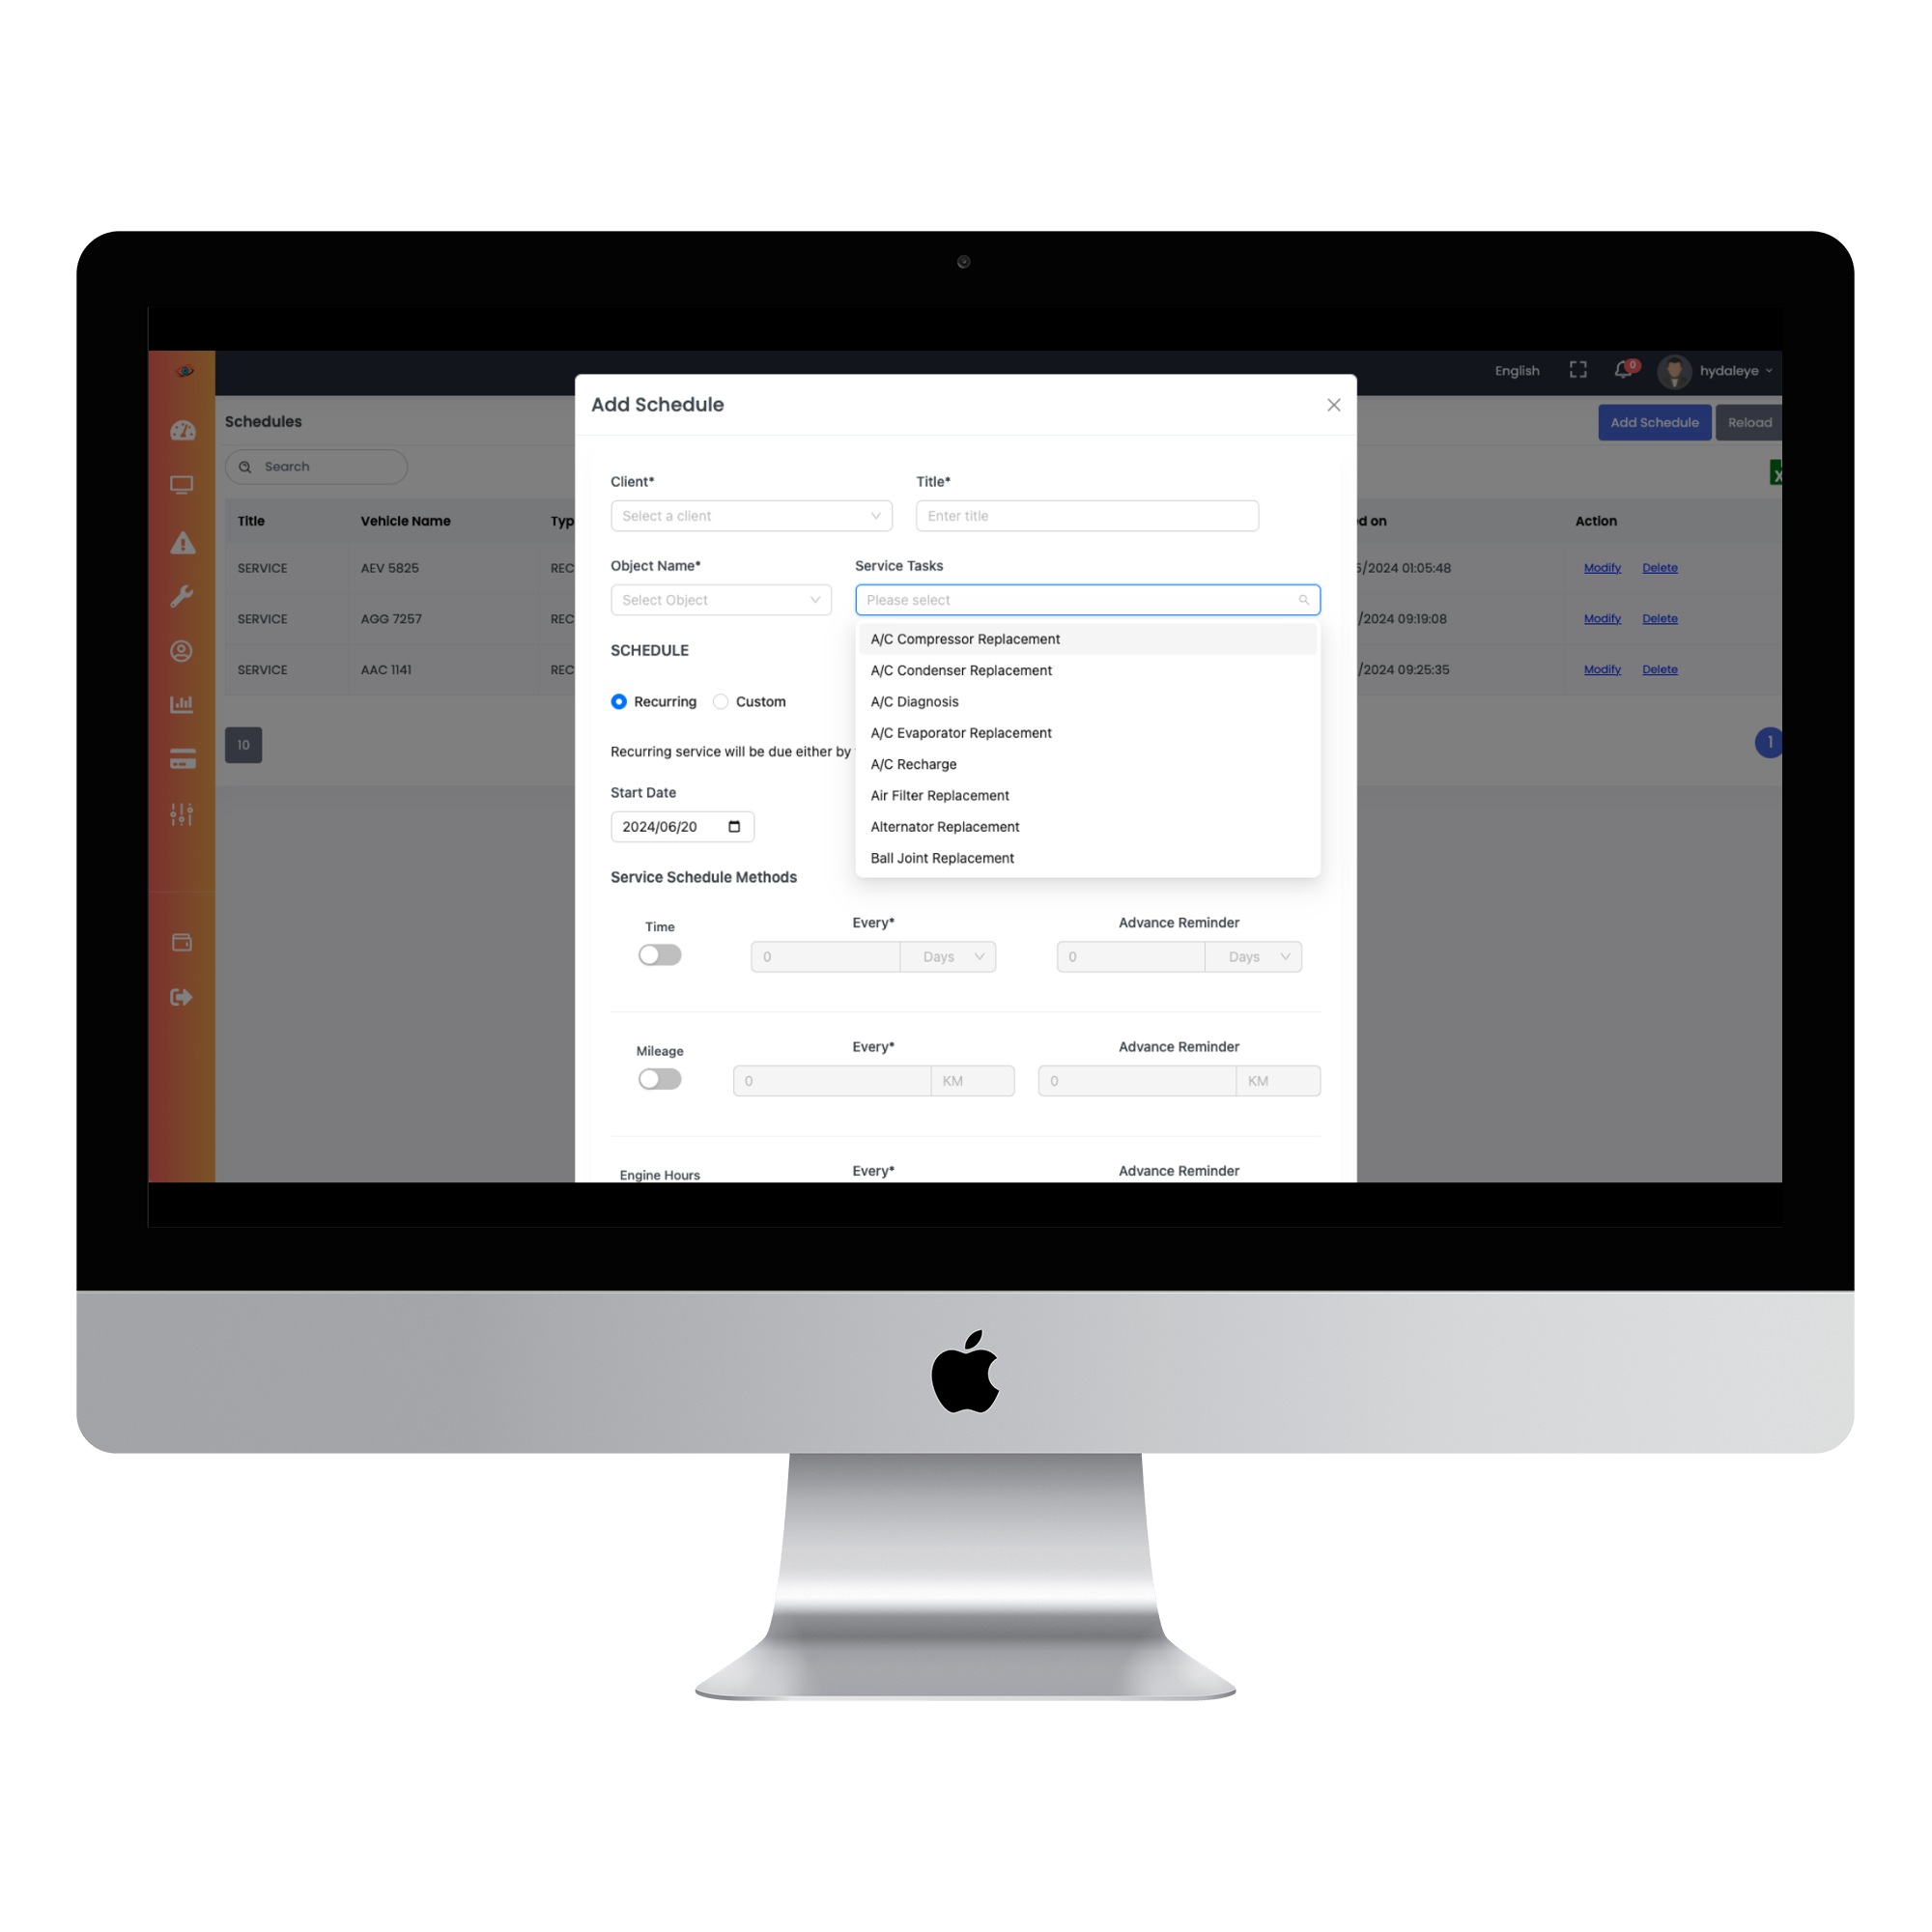 English
0
hydaleye
Add Schedule
Schedules
Add Schedule
Reload
Search
Client*
Title*
Select a client
Enter title
Title
Vehicle Name
d on
Action
Object Name*
Service Tasks
SERVICE
AEV 5825
/2024 01:05:48
Modify
Delete
Select Object
Please select
SERVICE
AGG 7257
/2024 09:19:08
Modify
Delete
A/C Compressor Replacement
SCHEDULE
SERVICE
AAC 1141
/2024 09:25:35
Modify
Delete
A/C Condenser Replacement
Recurring
Custom
A/C Diagnosis
A/C Evaporator Replacement
10
1
Recurring service will be due either by
A/C Recharge
Start Date
Air Filter Replacement
2024/06/20
Alternator Replacement
Ball Joint Replacement
Service Schedule Methods
Time
Every*
Advance Reminder
0
Days
0
Days
Mileage
Every*
Advance Reminder
0
KM
0
KM
Engine Hours
Every*
Advance Reminder